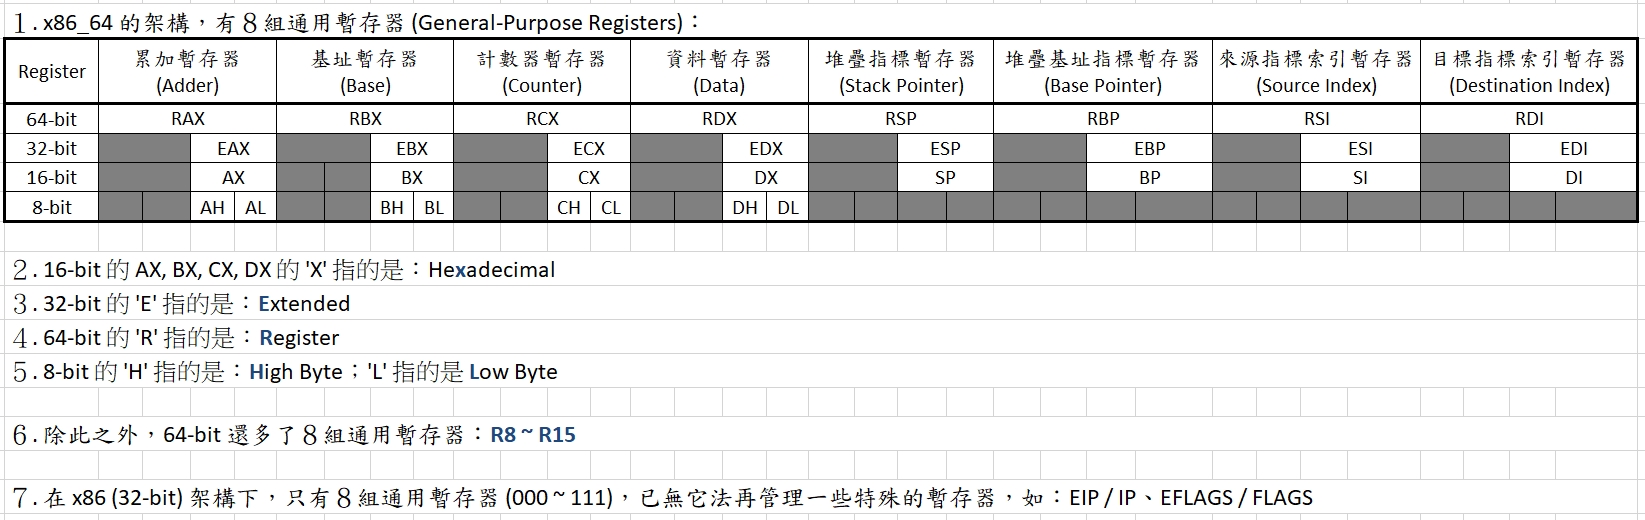 1. x86_64 的架構，有８組通用暫存器 (General-Purpose Registers)：
Register 累加暫存器 (Adder) 基址暫存器 (Base) 計數器暫存器 (Counter) 資料暫存器 (Data) 堆疊指標暫存器 (Stack Pointer) 堆疊基址指標暫存器 (Base Pointer) 來源指標索引暫存器 (Source Index) 目標指標索引暫存器 (Destination Index)
64-bit RAX RBX RCX RDX RSP RBP RSI RDI
32-bit EAX EBX ECX EDX ESP EBP ESI EDI
16-bit AX BX CX DX SP BP SI DI
8-bit AH AL BH BL CH CL DH DL
2. 16-bit 的 AX, BX, CX, DX 的 'X' 指的是：Hexadecimal
3. 32-bit 的 'E' 指的是：Extended
4. 64-bit 的 'R' 指的是：Register
5. 8-bit 的 'H' 指的是：High Byte；'L' 指的是 Low Byte
6. 除此之外，64-bit 還多了８組通用暫存器：R8 ~ R15
7. 在 x86 (32-bit) 架構下，只有８組通用暫存器 (000 ~ 111)，已無它法再管理一些特殊的暫存器，如：EIP / IP、EFLAGS / FLAGS